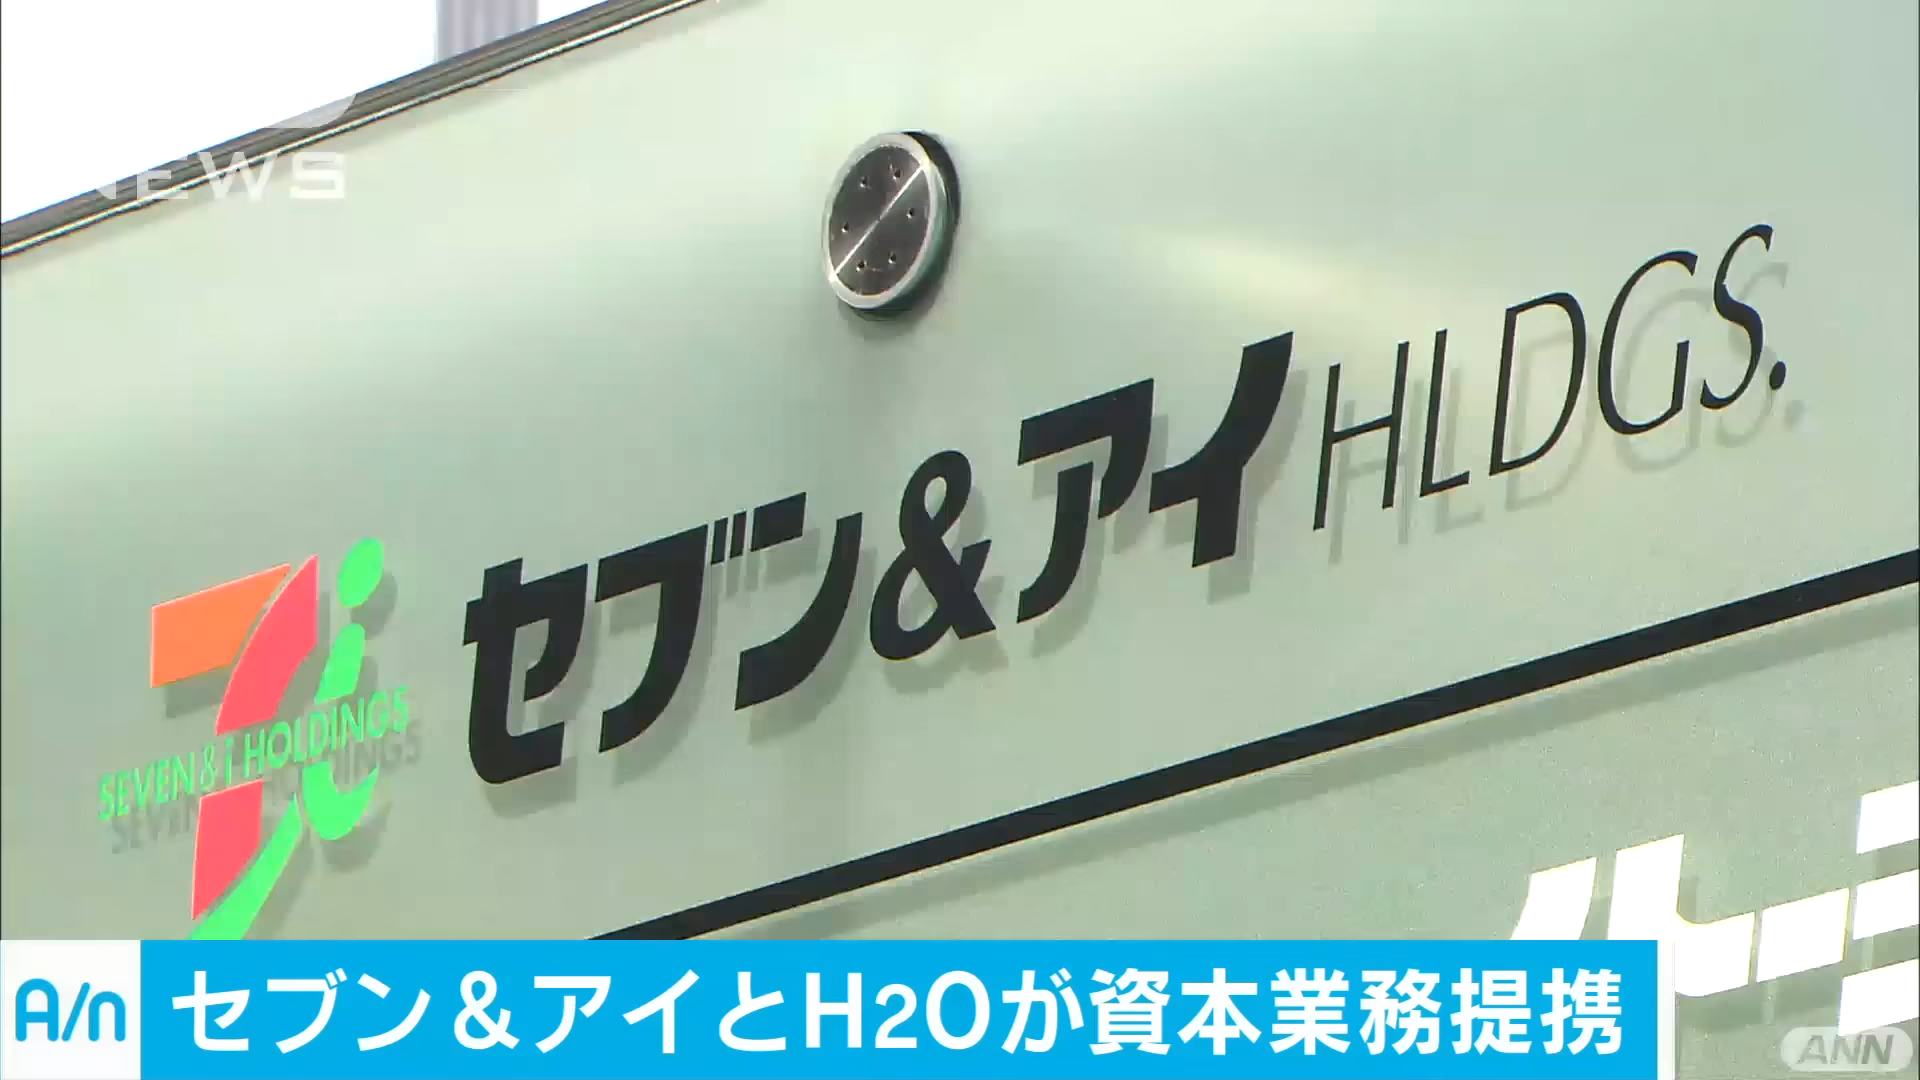 NEWS
セブン&アイHLDGS.
SEVEN & i HOLDINGS
A/n
セブン＆アイとH2Oが資本業務提携
ANN